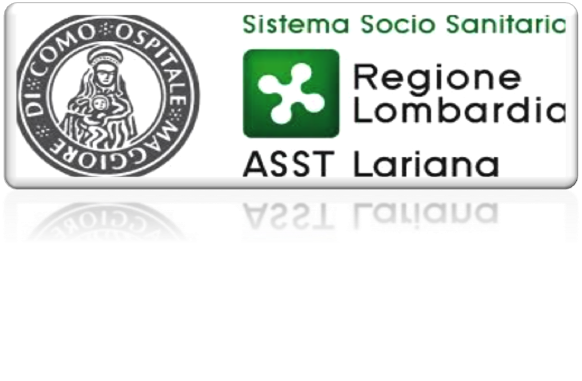 OSPITALE MAGGIORE DI COMO
Sistema Socio Sanitario
Regione
Lombardia
ASST Lariana